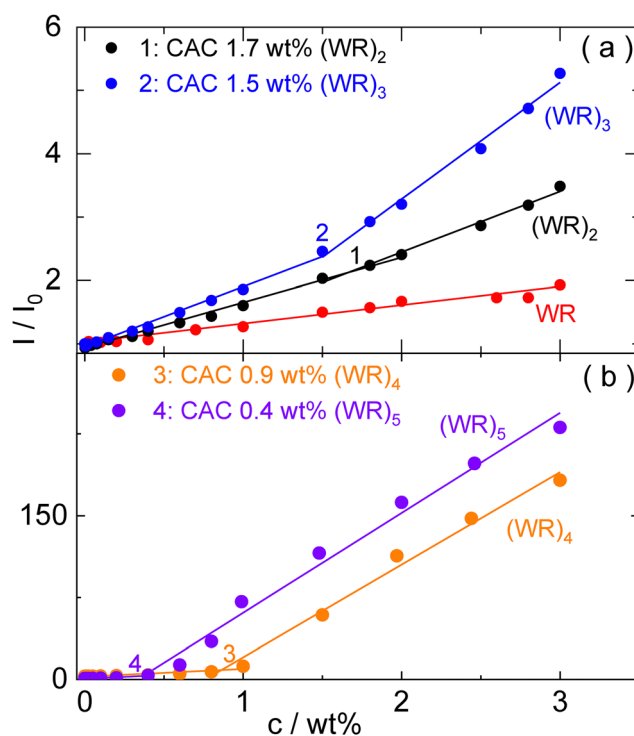 6
1: CAC 1.7 wt% (WR)₂
( a )
2: CAC 1.5 wt% (WR)₃
(WR)₃
4
2
1
(WR)₂
I / I₀
2
WR
3: CAC 0.9 wt% (WR)₄
( b )
4: CAC 0.4 wt% (WR)₅
(WR)₅
150
(WR)₄
4
3
0
0 1 2 3
c / wt%